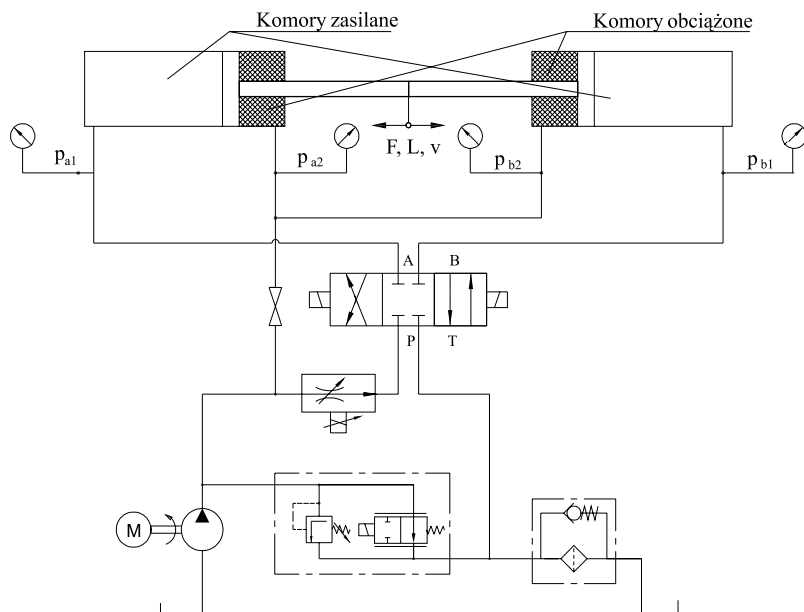 Komory zasilane
Komory obciążone
pa1
pa2
F, L, v
pb2
pb1
A B
P T
M